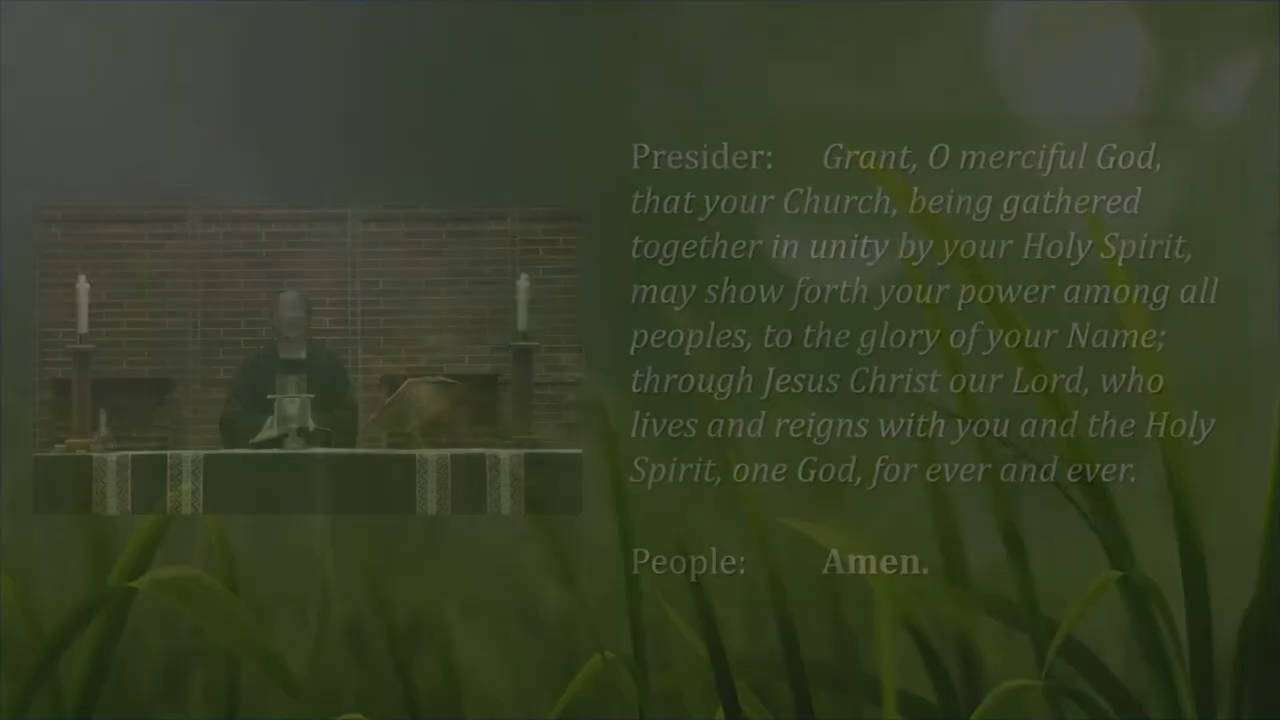 Presider: Grant, O merciful God,
that your Church, being gathered
together in unity by your Holy Spirit,
may show forth your power among all
peoples, to the glory of your Name;
through Jesus Christ our Lord, who
lives and reigns with you and the Holy
Spirit, one God, for ever and ever.
People: Amen.